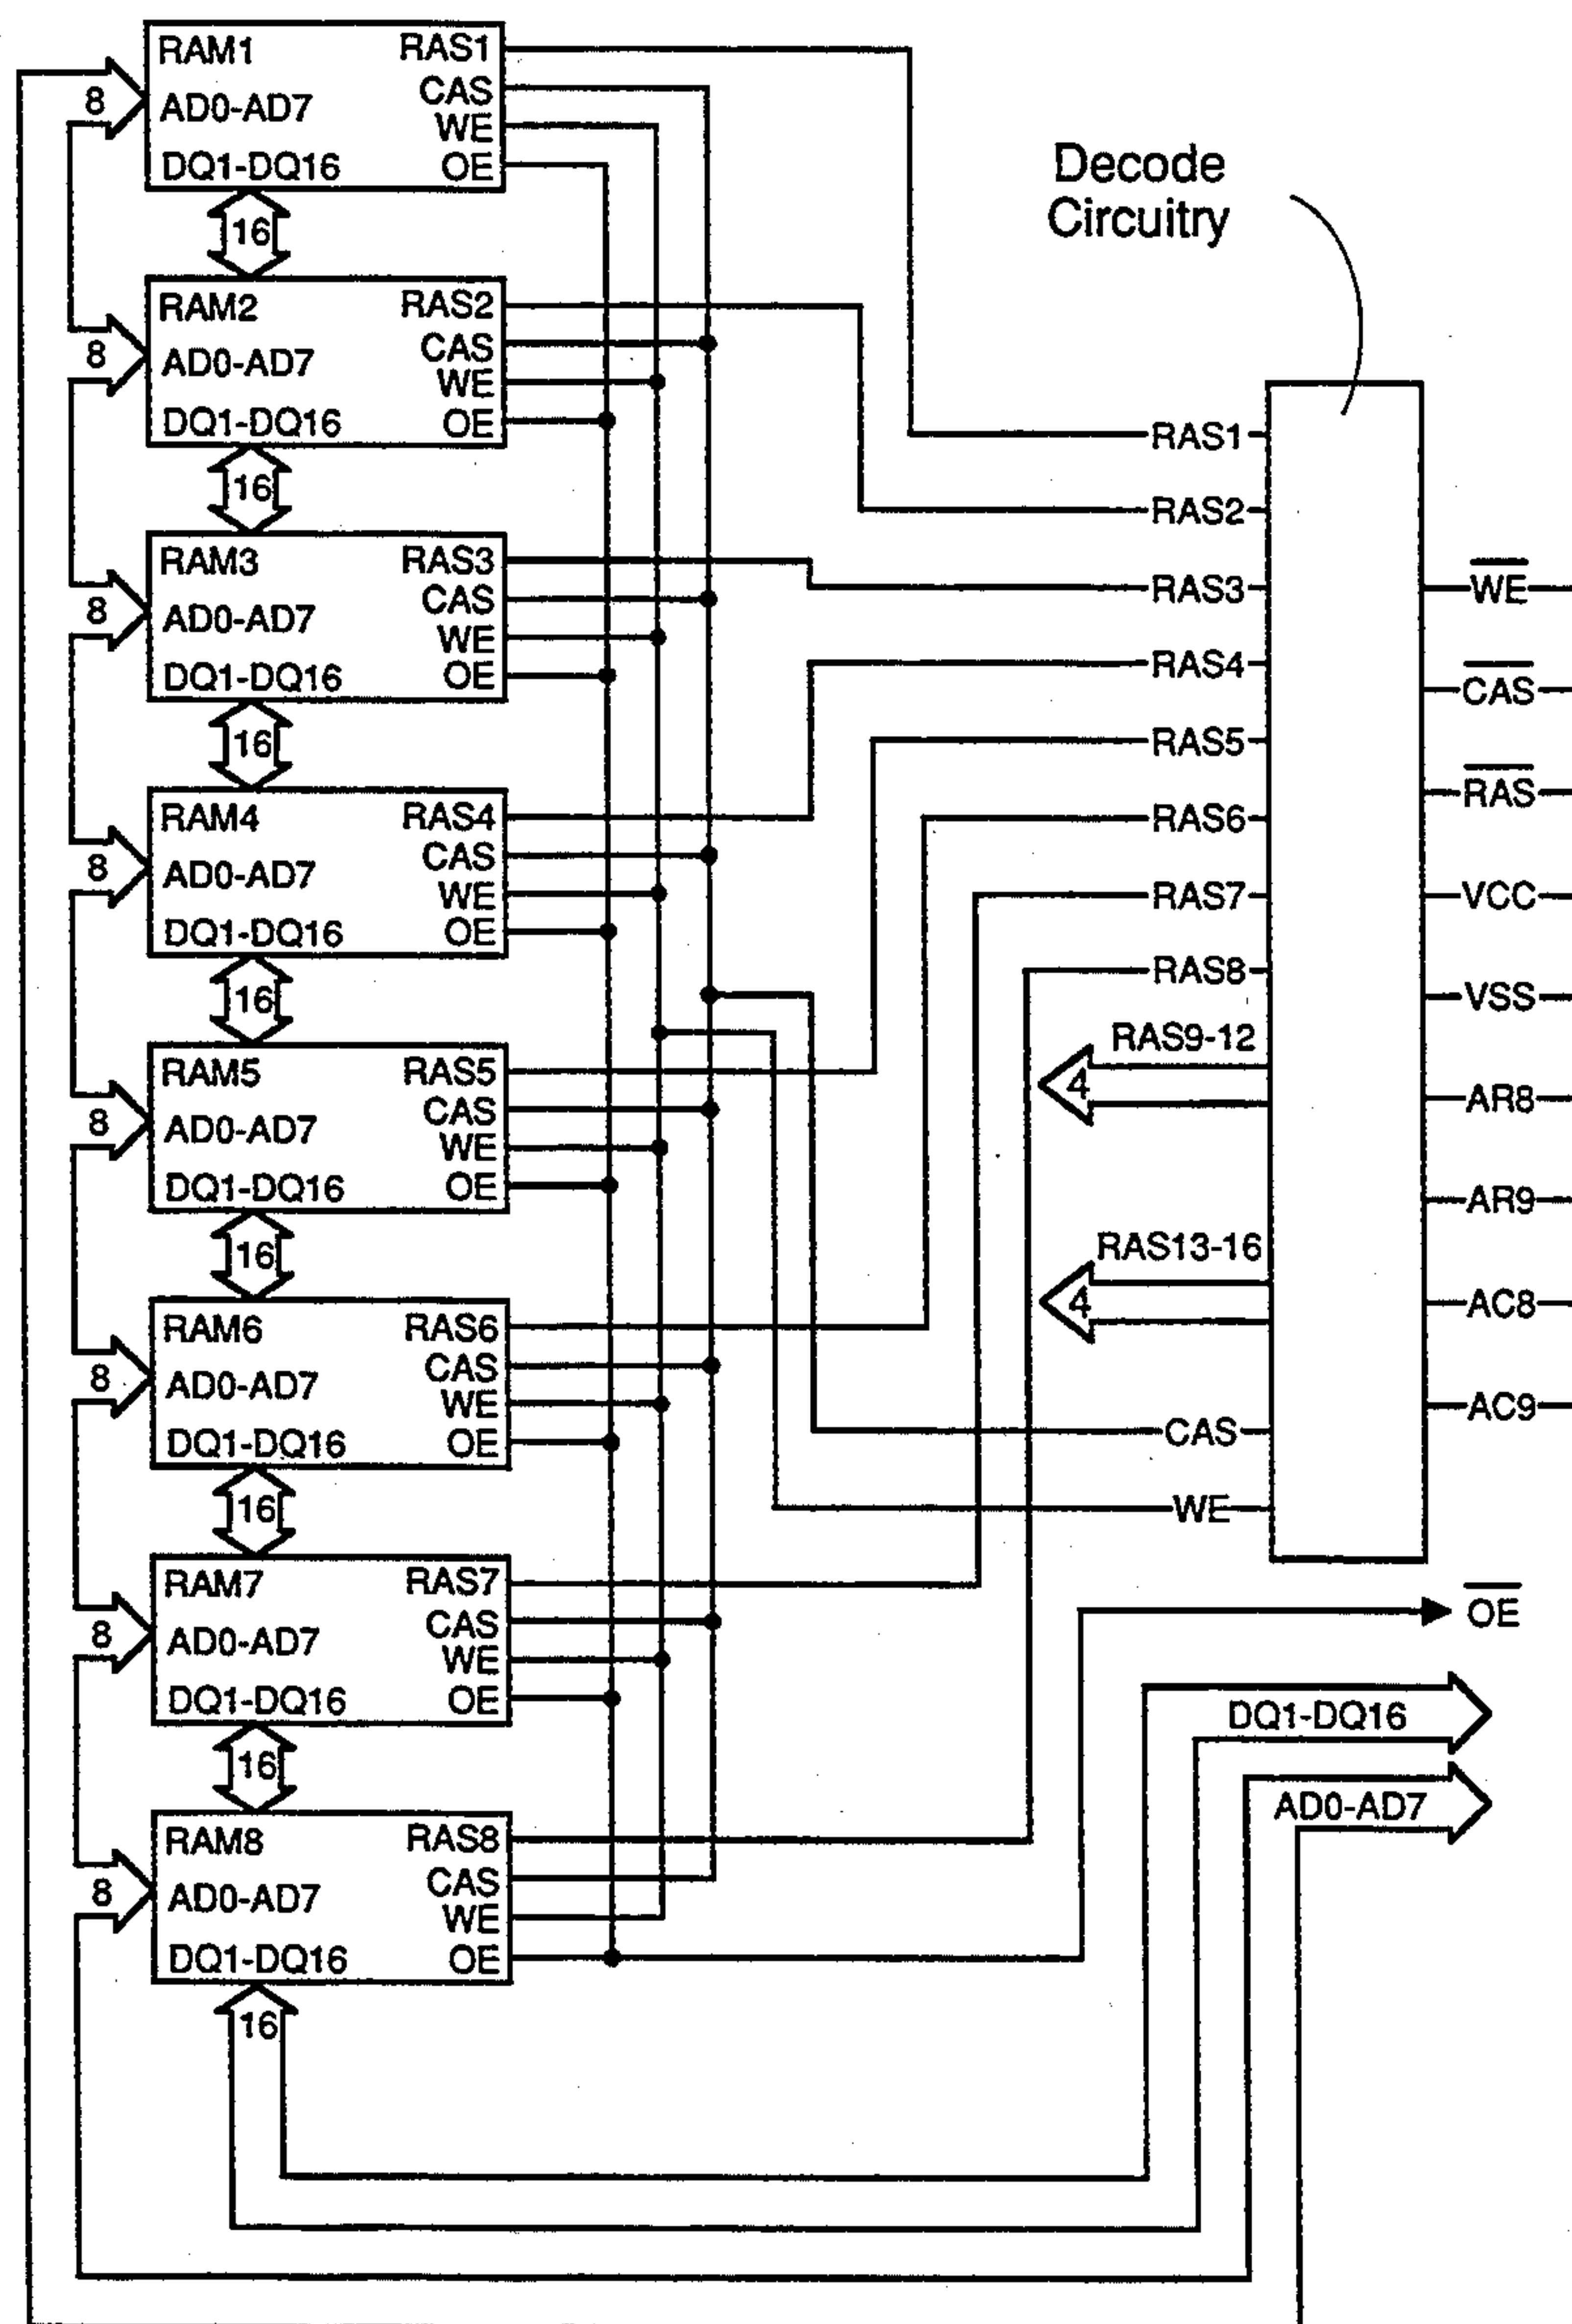 RAM1 RAS1
CAS
8 AD0-AD7
WE
DQ1-DQ16 OE
16
RAM2 RAS2
CAS
8 AD0-AD7
WE
DQ1-DQ16 OE
16
RAM3 RAS3
CAS
8 AD0-AD7
WE
DQ1-DQ16 OE
16
RAM4 RAS4
CAS
8 AD0-AD7
WE
DQ1-DQ16 OE
16
RAM5 RAS5
CAS
8 AD0-AD7
WE
DQ1-DQ16 OE
16
RAM6 RAS6
CAS
8 AD0-AD7
WE
DQ1-DQ16 OE
16
RAM7 RAS7
CAS
8 AD0-AD7
WE
DQ1-DQ16 OE
16
RAM8 RAS8
CAS
8 AD0-AD7
WE
DQ1-DQ16 OE
16
Decode
Circuitry
RAS1
RAS2
RAS3
RAS4
RAS5
RAS6
RAS7
RAS8
RAS9-12
4
RAS13-16
4
CAS
WE
W̅E̅
C̅A̅S̅
R̅A̅S̅
VCC
VSS
AR8
AR9
AC8
AC9
O̅E̅
DQ1-DQ16
AD0-AD7